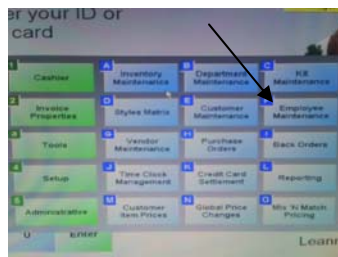 er your ID or
card
1 Cashier
A Inventory Maintenance
B Department Maintenance
C Kit Maintenance
2 Invoice Properties
D Styles Matrix
E Customer Maintenance
F Employee Maintenance
3 Tools
G Vendor Maintenance
H Purchase Orders
I Back Orders
4 Setup
J Time Clock Management
K Credit Card Settlement
L Reporting
5 Administrative
M Customer Item Prices
N Global Price Changes
O Mix 'N Match Pricing
0
Enter
Learn